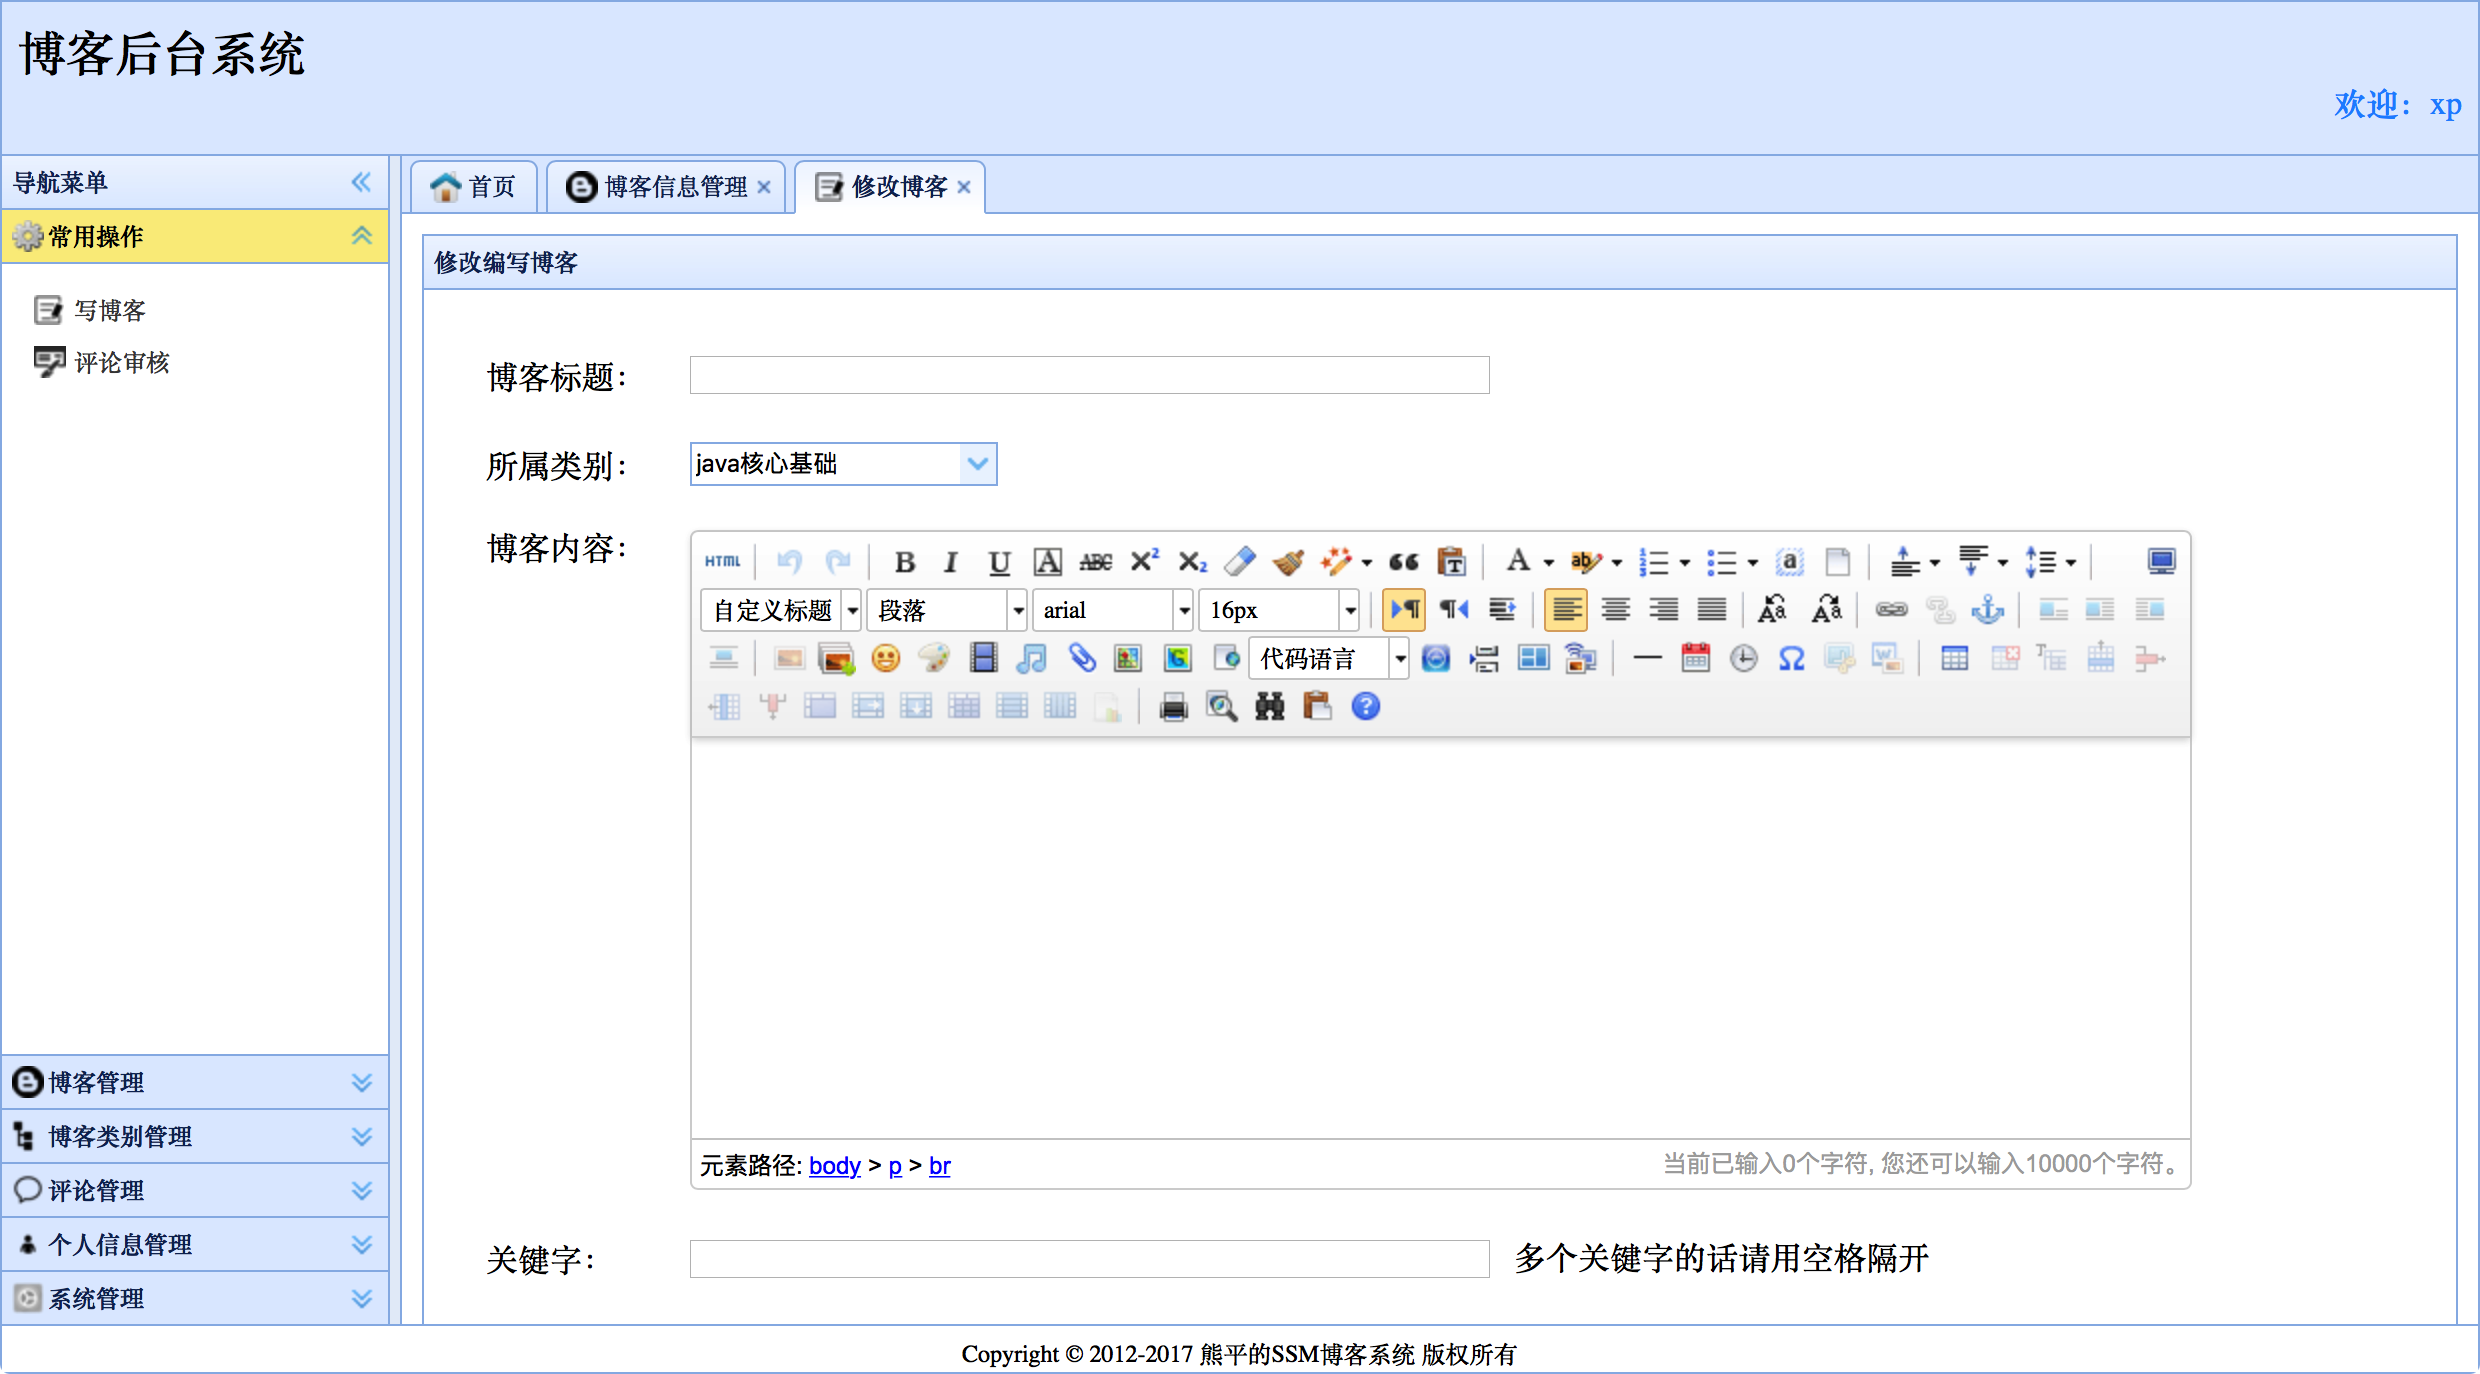 博客后台系统
欢迎：xp
导航菜单
首页 博客信息管理 修改博客
常用操作
写博客
评论审核
博客管理
博客类别管理
评论管理
个人信息管理
系统管理
修改编写博客
博客标题：
所属类别： java核心基础
博客内容：
HTML B I U A ABC X² X₂ A ab a
自定义标题 段落 arial 16px
代码语言
元素路径: body > p > br 当前已输入0个字符, 您还可以输入10000个字符。
关键字： 多个关键字的话请用空格隔开
Copyright © 2012-2017 熊平的SSM博客系统 版权所有